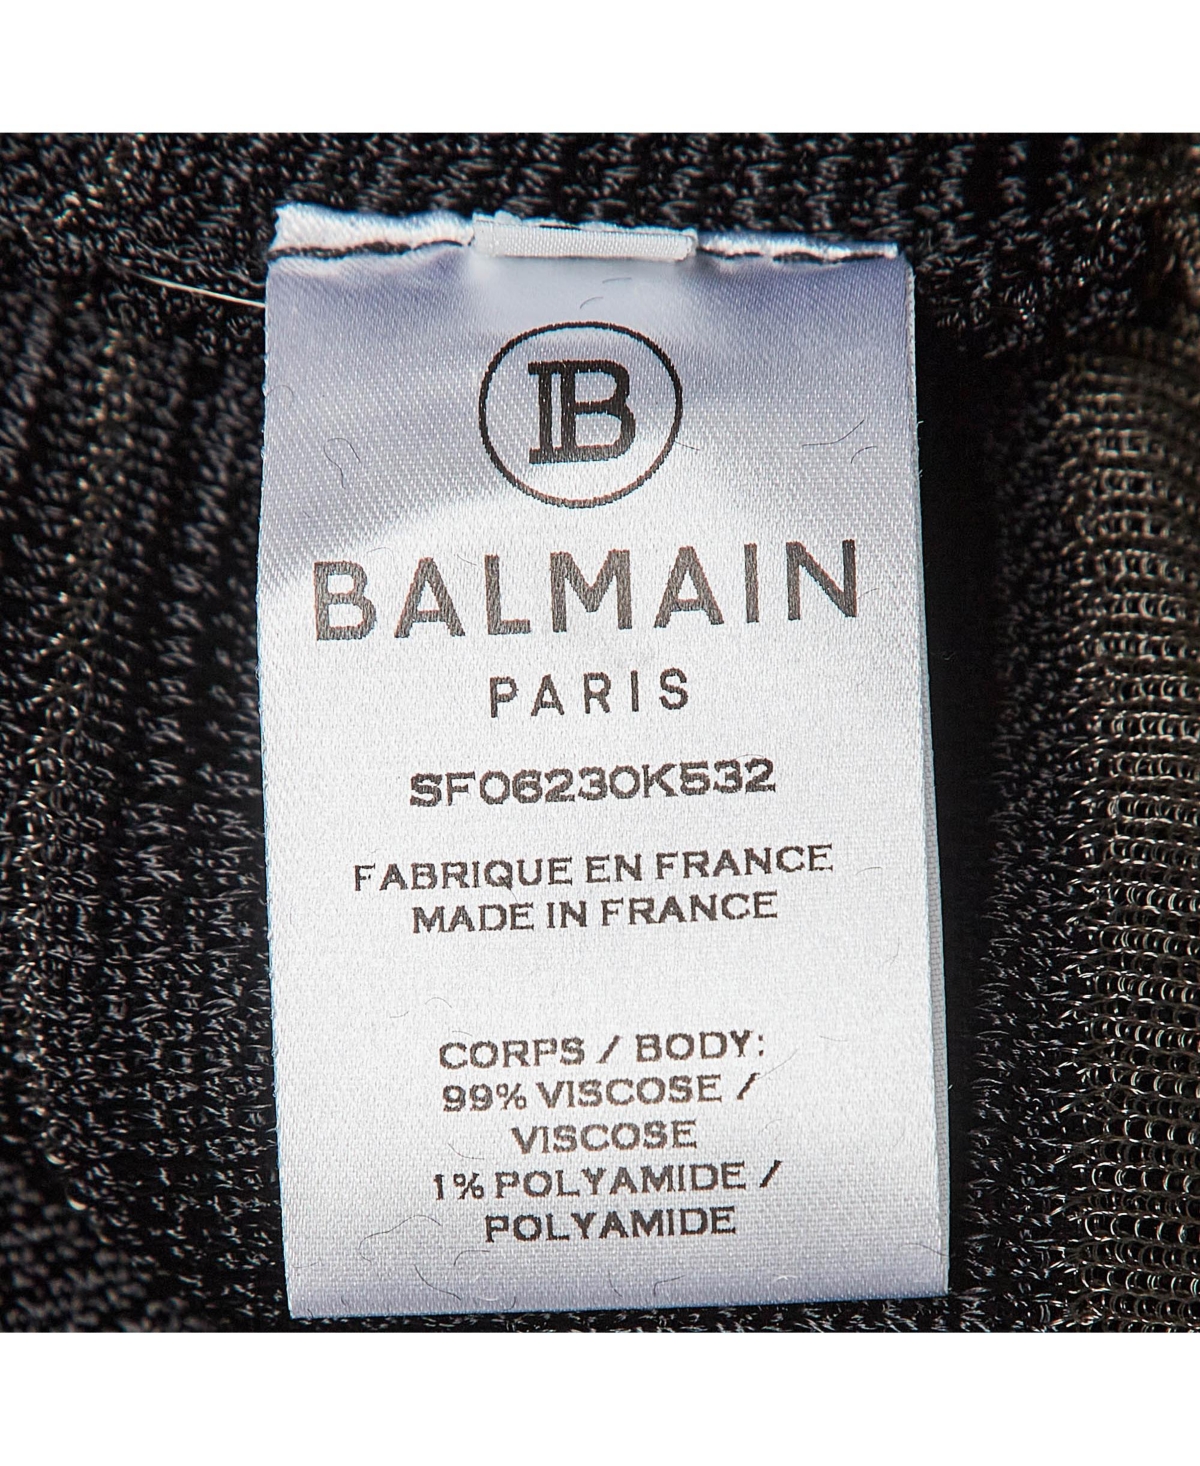 B
BALMAIN
PARIS
SF06230K532
FABRIQUE EN FRANCE
MADE IN FRANCE
CORPS / BODY:
99% VISCOSE /
VISCOSE
1% POLYAMIDE /
POLYAMIDE